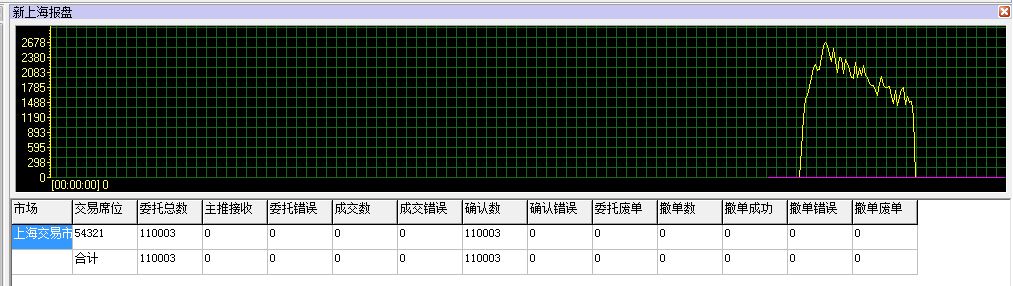 新上海报盘
2678
2380
2083
1785
1488
1190
893
595
298
0
[00:00:00] 0
市场 交易席位 委托总数 主推接收 委托错误 成交数 成交错误 确认数 确认错误 委托废单 撤单数 撤单成功 撤单错误 撤单废单
上海交易市 54321 110003 0 0 0 0 110003 0 0 0 0 0 0
合计 110003 0 0 0 0 110003 0 0 0 0 0 0